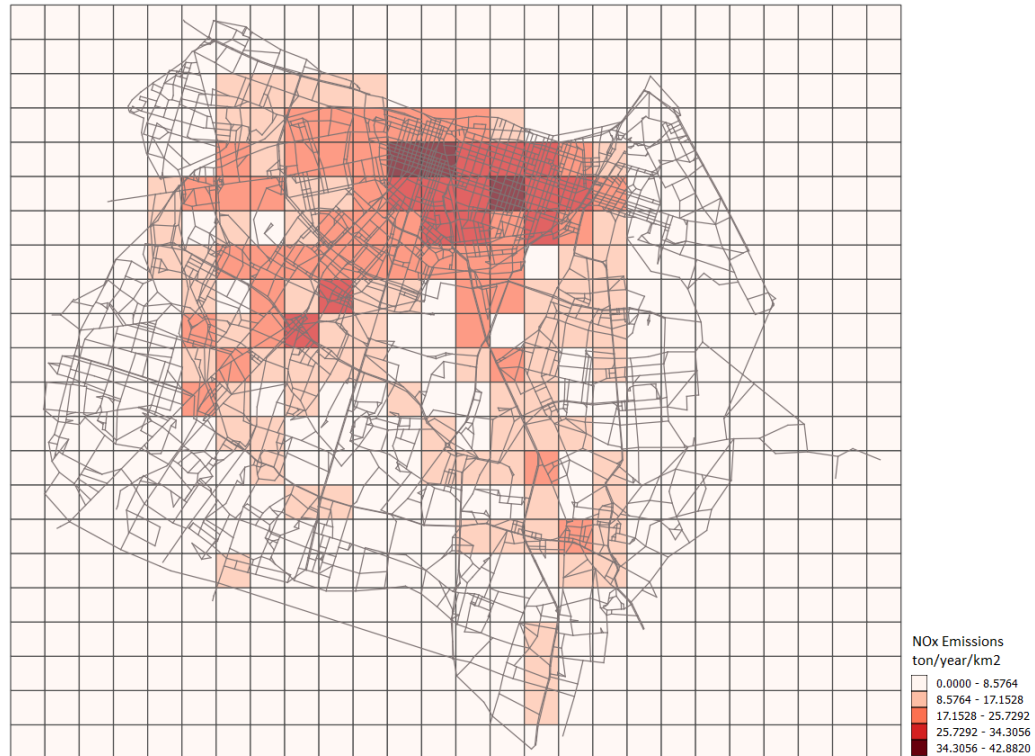 NOx Emissions
ton/year/km2
0.0000 - 8.5764
8.5764 - 17.1528
17.1528 - 25.7292
25.7292 - 34.3056
34.3056 - 42.8820